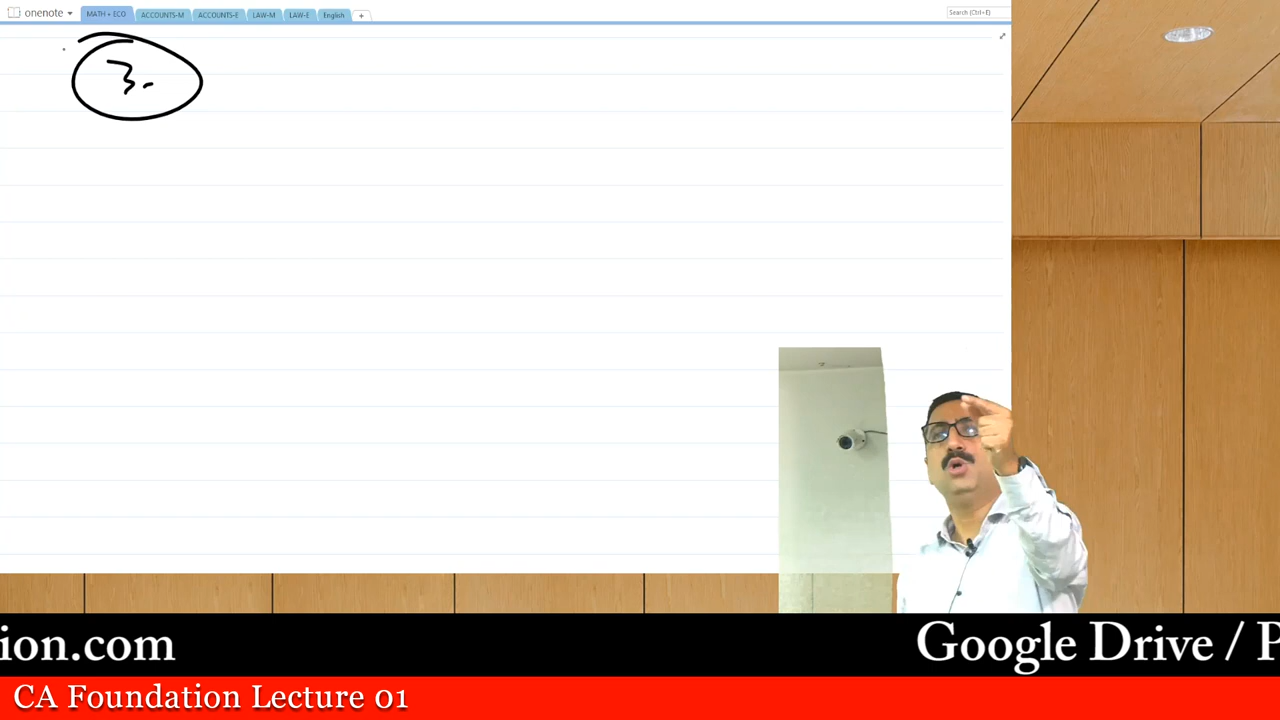 onenote MATH + ECO ACCOUNTS-M ACCOUNTS-E LAW-M LAW-E English + Search (Ctrl+E)
3.
ion.com Google Drive / P
CA Foundation Lecture 01